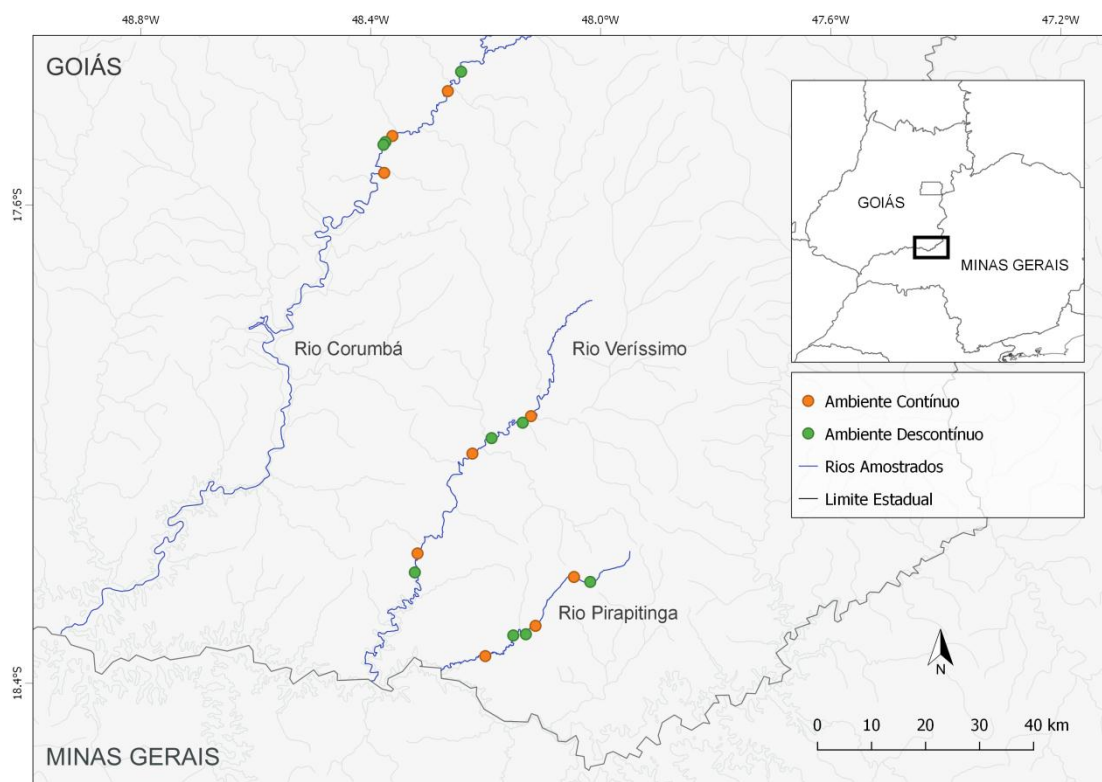 48.8°W
48.4°W
48.0°W
47.6°W
47.2°W
GOIÁS
17.6°S
GOIÁS
MINAS GERAIS
Rio Corumbá
Rio Veríssimo
Ambiente Contínuo
Ambiente Descontínuo
Rios Amostrados
Limite Estadual
Rio Pirapitinga
N
18.4°S
0 10 20 30 40 km
MINAS GERAIS